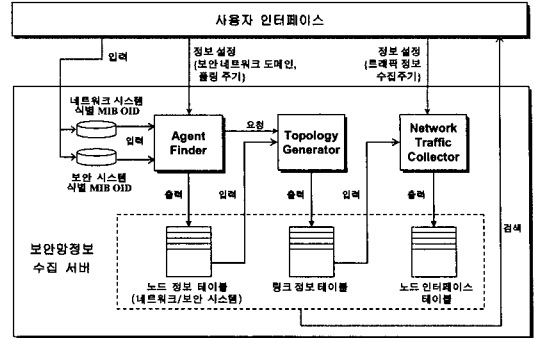 사용자 인터페이스
입력
정보 설정
(보안 네트워크 도메인,
폴링 주기)
정보 설정
(트래픽 정보
수집주기)
네트워크 시스템
식별 MIB OID
입력
보안 시스템
식별 MIB OID
Agent
Finder
요청
Topology
Generator
Network
Traffic
Collector
출력
입력
출력
입력
출력
검색
보안망정보
수집 서버
노드 정보 테이블
(네트워크/보안 시스템)
링크 정보 테이블
노드 인터페이스
테이블